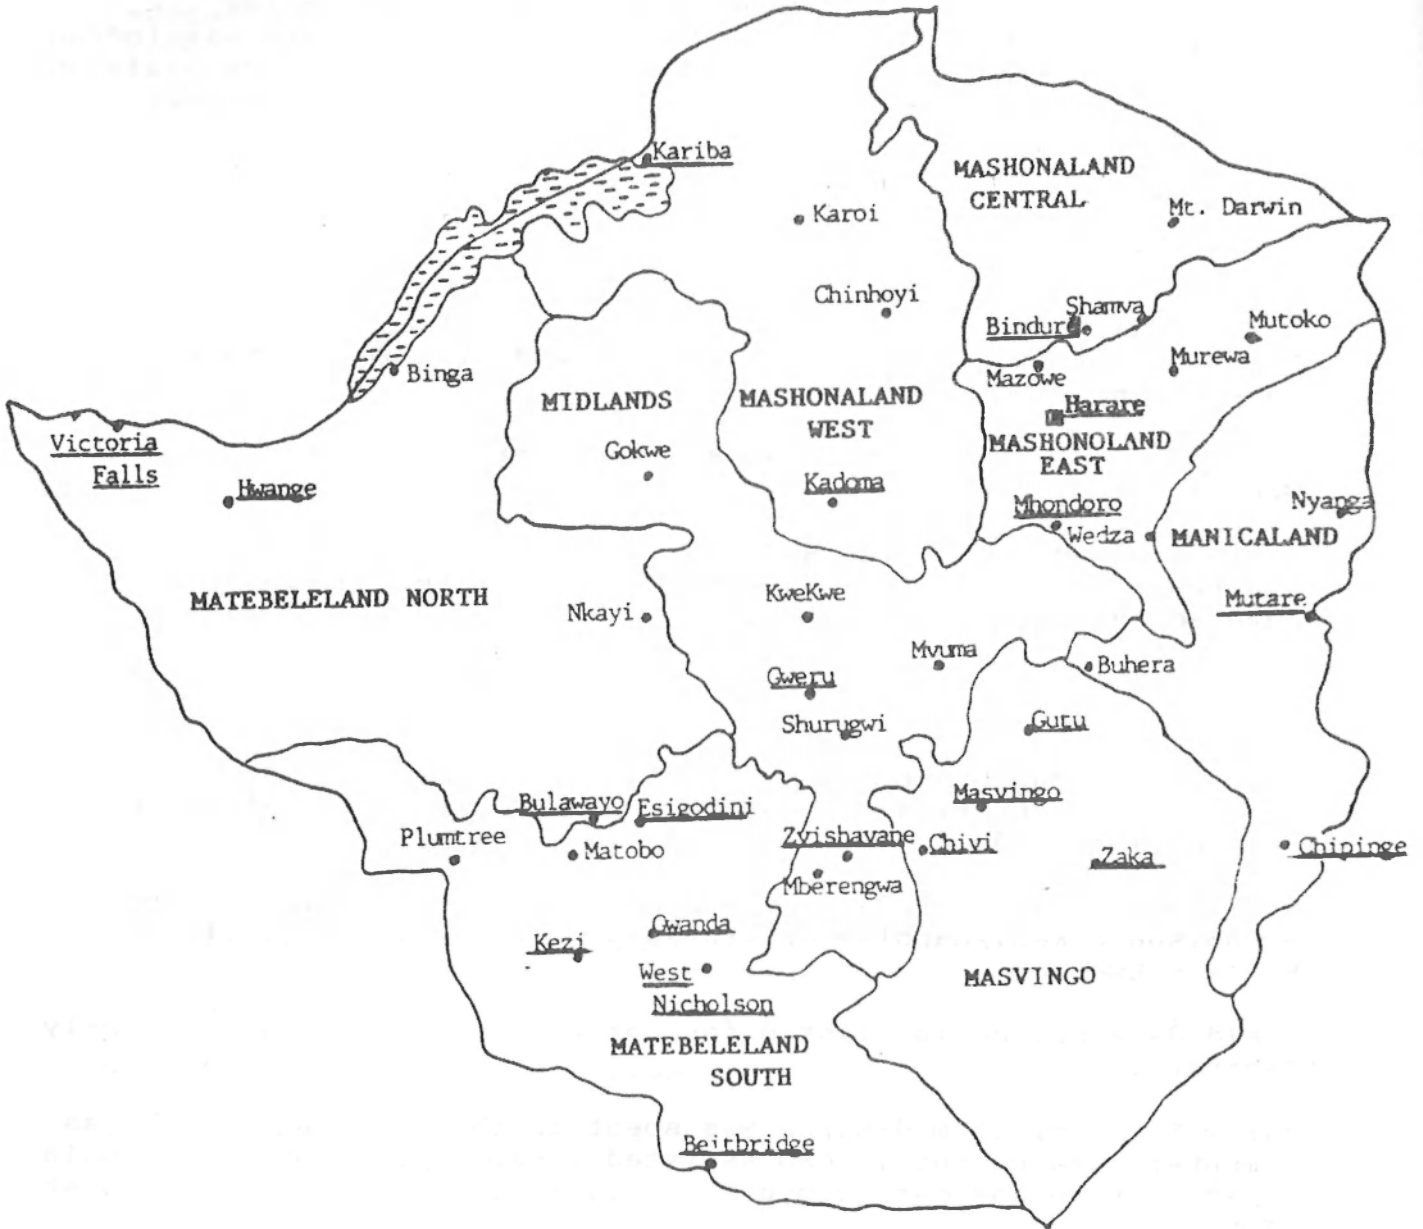 Kariba
MASHONALAND
CENTRAL
Karoi
Mt. Darwin
Chinhoyi
Shamva
Bindur
Mutoko
Murewa
Mazowe
Binga
MIDLANDS
MASHONALAND
WEST
Harare
MASHONOLAND
EAST
Victoria
Falls
Gokwe
Hwange
Kadoma
Mhondoro
Wedza
Nyanga
MANICALAND
MATEBELELAND NORTH
Nkayi
KweKwe
Mutare
Mvuma
Buhera
Gweru
Shurugwi
Gutu
Bulawayo
Esigodini
Masvingo
Plumtree
Matobo
Zvishavane
Chivi
Zaka
Chipinge
Mberengwa
Gwanda
Kezi
West
Nicholson
MASVINGO
MATEBELELAND
SOUTH
Beitbridge